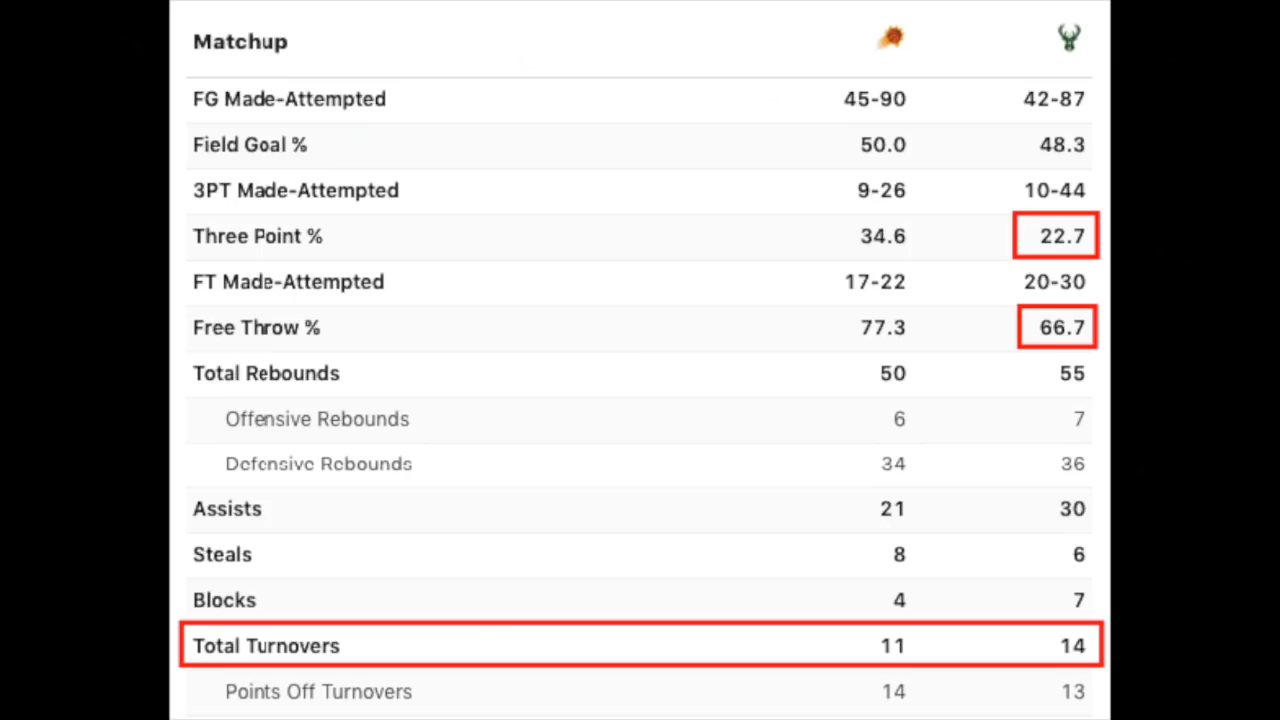 Matchup
FG Made-Attempted 45-90 42-87
Field Goal % 50.0 48.3
3PT Made-Attempted 9-26 10-44
Three Point % 34.6 22.7
FT Made-Attempted 17-22 20-30
Free Throw % 77.3 66.7
Total Rebounds 50 55
Offensive Rebounds 6 7
Defensive Rebounds 34 36
Assists 21 30
Steals 8 6
Blocks 4 7
Total Turnovers 11 14
Points Off Turnovers 14 13